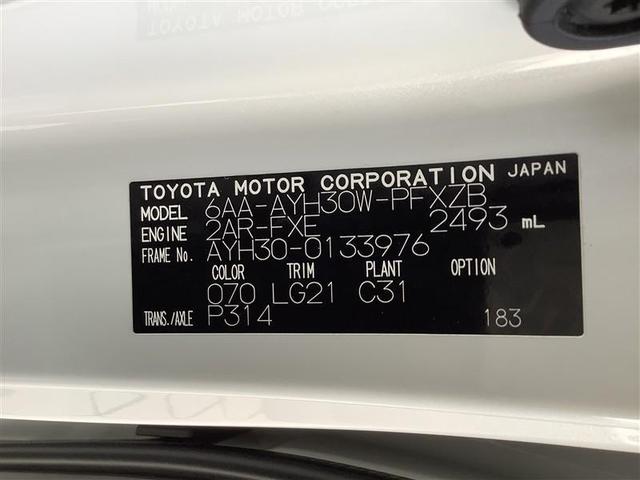 TOYOTA MOTOR CORPORATION JAPAN
MODEL 6AA-AYH30W-PFXZB
ENGINE 2AR-FXE 2493 mL
FRAME No. AYH30-0133976
COLOR TRIM PLANT OPTION
070 LG21 C31
TRANS./AXLE P314 183